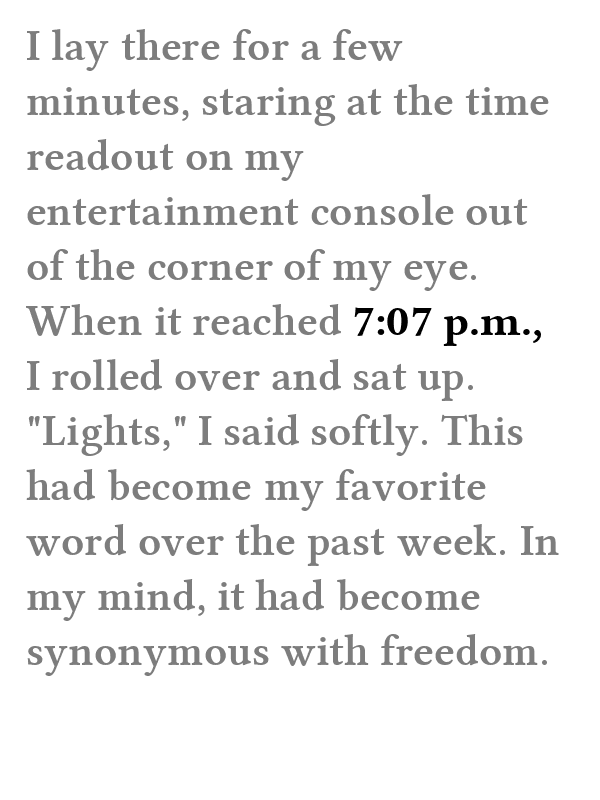 I lay there for a few
minutes, staring at the time
readout on my
entertainment console out
of the corner of my eye.
When it reached 7:07 p.m.,
I rolled over and sat up.
"Lights," I said softly. This
had become my favorite
word over the past week. In
my mind, it had become
synonymous with freedom.